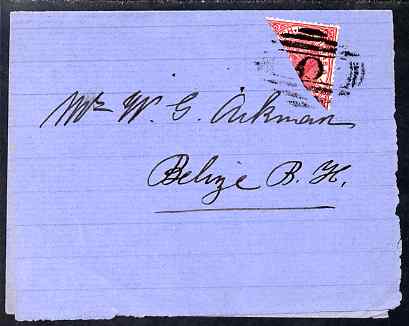 Mr W. G. Aikman
Belize B. H.